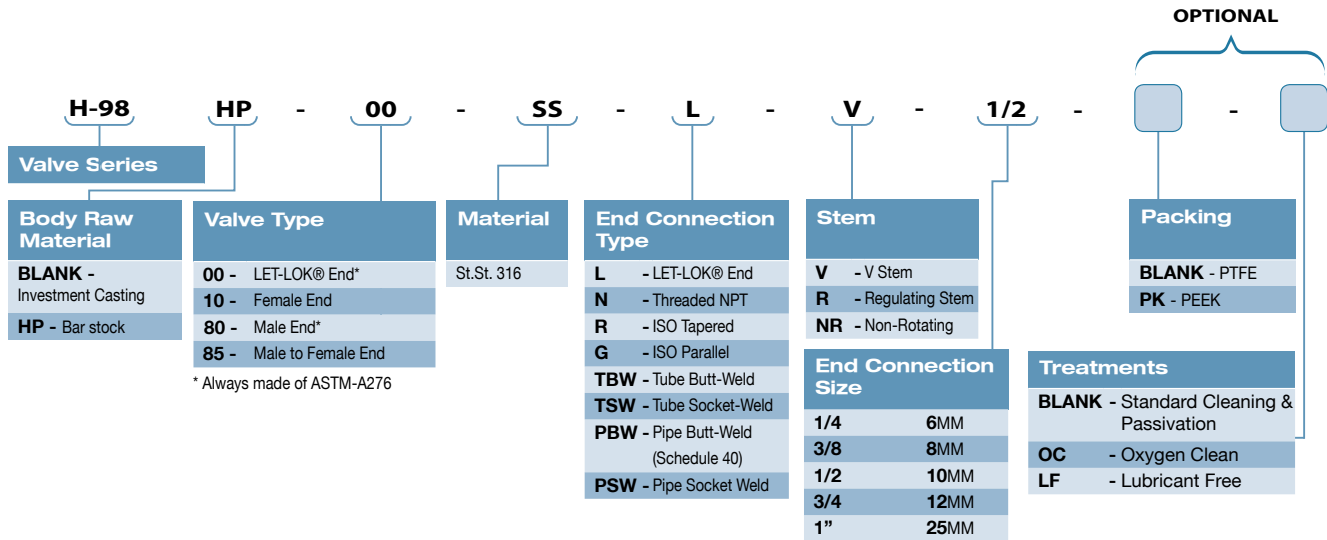 OPTIONAL
H-98 HP - 00 - SS - L - V - 1/2 - -
Valve Series
Body Raw
Material
BLANK -
Investment Casting
HP - Bar stock
Valve Type
00 - LET-LOK® End*
10 - Female End
80 - Male End*
85 - Male to Female End
* Always made of ASTM-A276
Material
St.St. 316
End Connection
Type
L - LET-LOK® End
N - Threaded NPT
R - ISO Tapered
G - ISO Parallel
TBW - Tube Butt-Weld
TSW - Tube Socket-Weld
PBW - Pipe Butt-Weld
(Schedule 40)
PSW - Pipe Socket Weld
Stem
V - V Stem
R - Regulating Stem
NR - Non-Rotating
End Connection
Size
1/4 6MM
3/8 8MM
1/2 10MM
3/4 12MM
1” 25MM
Packing
BLANK - PTFE
PK - PEEK
Treatments
BLANK - Standard Cleaning &
Passivation
OC - Oxygen Clean
LF - Lubricant Free